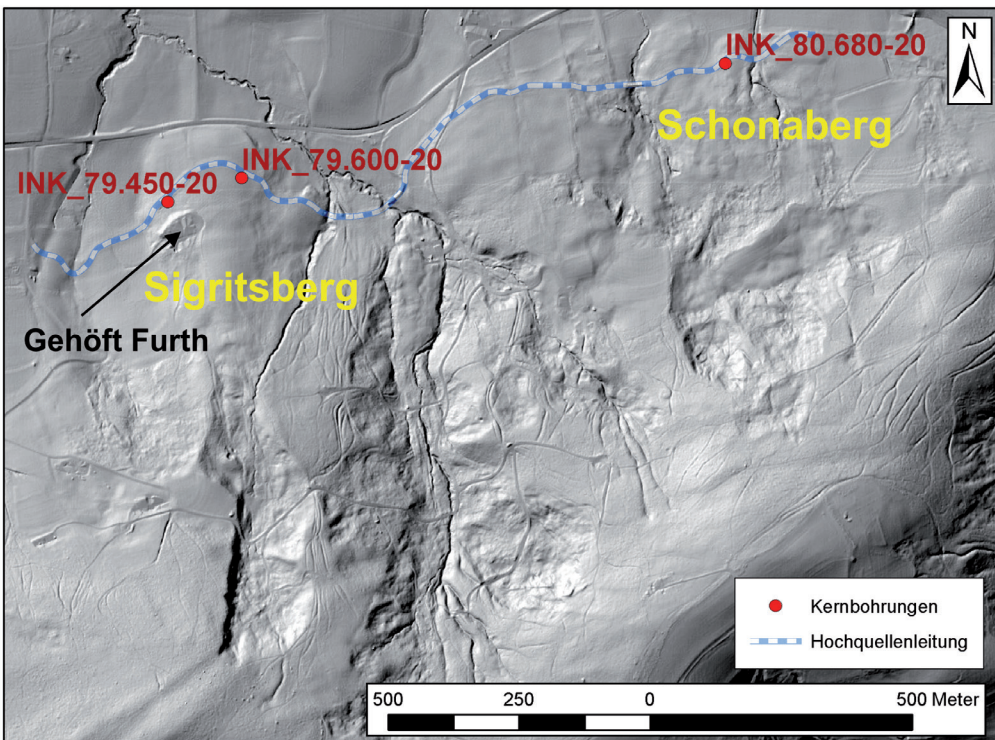 INK_80.680-20
N
Schonaberg
INK_79.600-20
INK_79.450-20
Sigritsberg
Gehöft Furth
Kernbohrungen
Hochquellenleitung
500 250 0 500 Meter